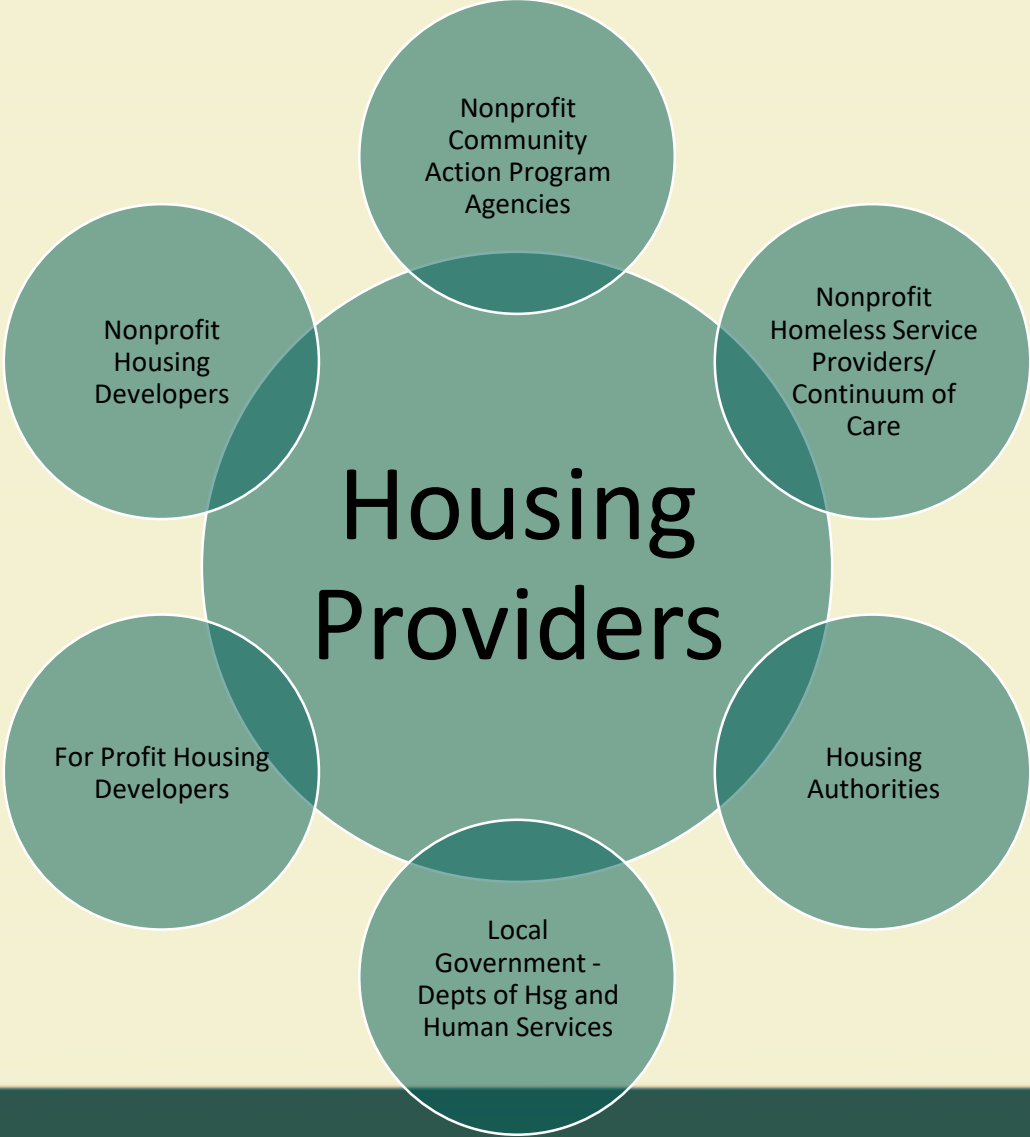 Nonprofit
Community
Action Program
Agencies
Nonprofit
Homeless Service
Providers/
Continuum of
Care
Nonprofit
Housing
Developers
Housing
Providers
For Profit Housing
Developers
Housing
Authorities
Local
Government -
Depts of Hsg and
Human Services